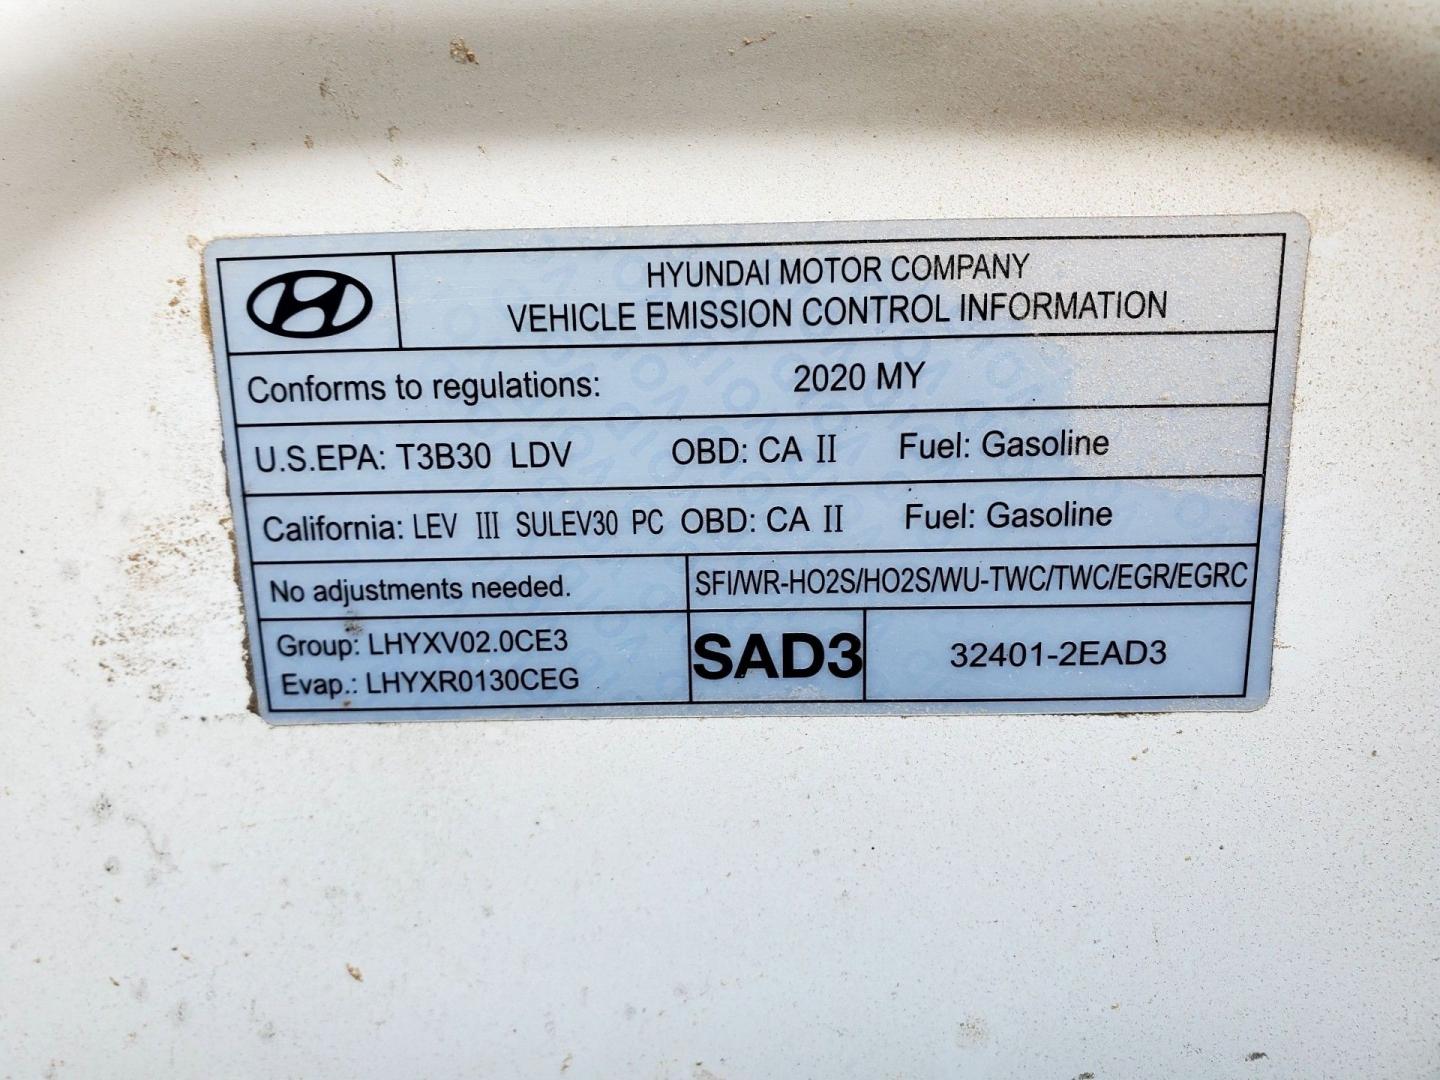 HYUNDAI MOTOR COMPANY
VEHICLE EMISSION CONTROL INFORMATION
Conforms to regulations: 2020 MY
U.S.EPA: T3B30 LDV OBD: CA II Fuel: Gasoline
California: LEV III SULEV30 PC OBD: CA II Fuel: Gasoline
No adjustments needed. SFI/WR-HO2S/HO2S/WU-TWC/TWC/EGR/EGRC
Group: LHYXV02.0CE3
Evap.: LHYXR0130CEG
SAD3
32401-2EAD3